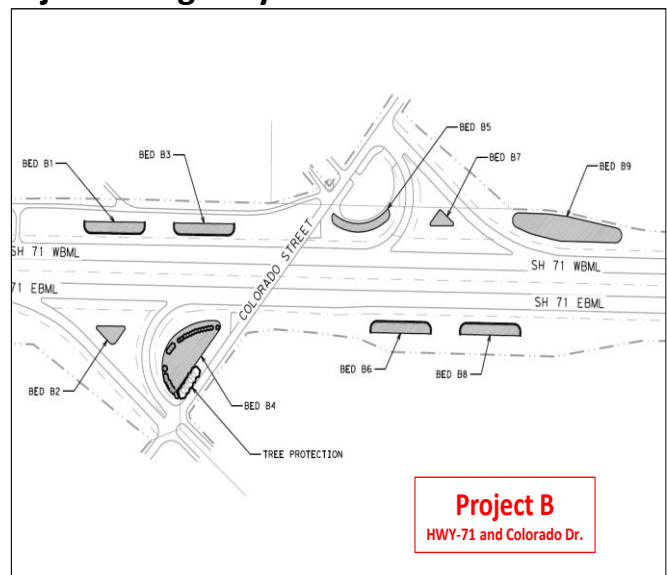 BED B5
BED B3
BED B7
BED B1
BED B9
COLORADO STREET
SH 71 WBML
SH 71 WBML
71 EBML
SH 71 EBML
BED B6
BED B8
BED B2
BED B4
TREE PROTECTION
Project B
HWY-71 and Colorado Dr.